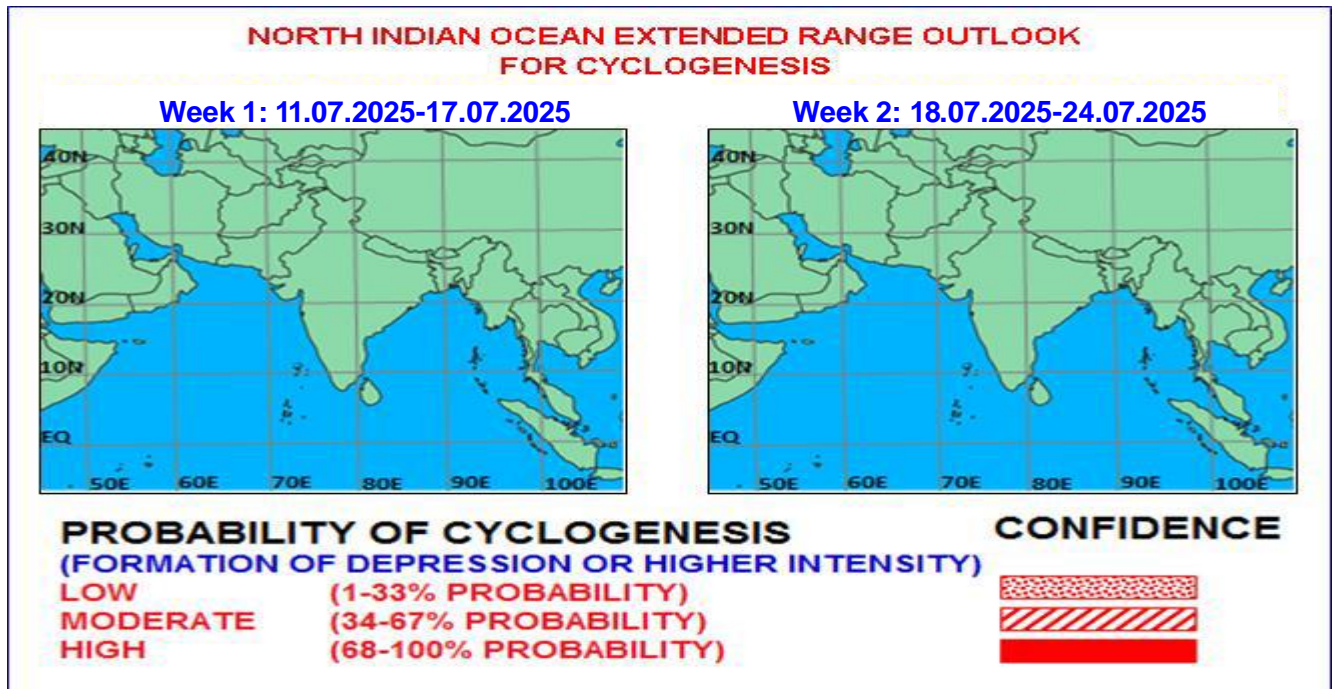 NORTH INDIAN OCEAN EXTENDED RANGE OUTLOOK
FOR CYCLOGENESIS
Week 1: 11.07.2025-17.07.2025
40N
30N
20N
10N
EQ
50E 60E 70E 80E 90E 100E
Week 2: 18.07.2025-24.07.2025
40N
30N
20N
10N
EQ
50E 60E 70E 80E 90E 100E
PROBABILITY OF CYCLOGENESIS CONFIDENCE
(FORMATION OF DEPRESSION OR HIGHER INTENSITY)
LOW (1-33% PROBABILITY)
MODERATE (34-67% PROBABILITY)
HIGH (68-100% PROBABILITY)